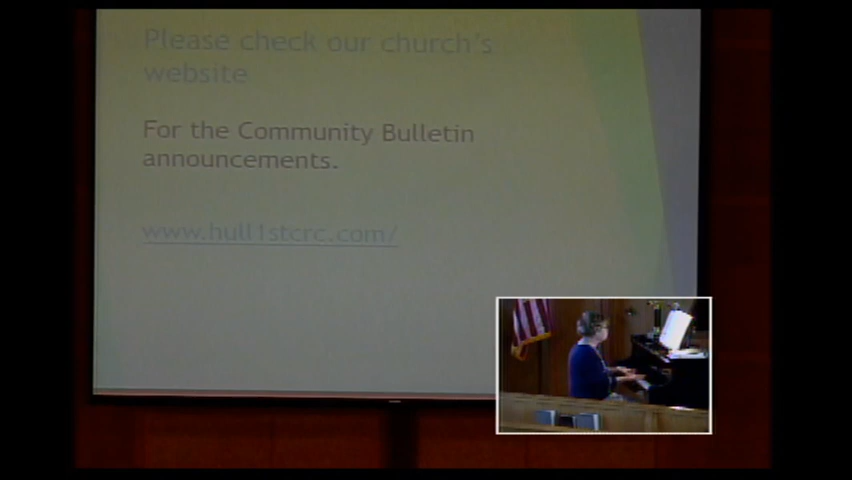 Please check our church's
website
For the Community Bulletin
announcements.
www.hull1stcrc.com/